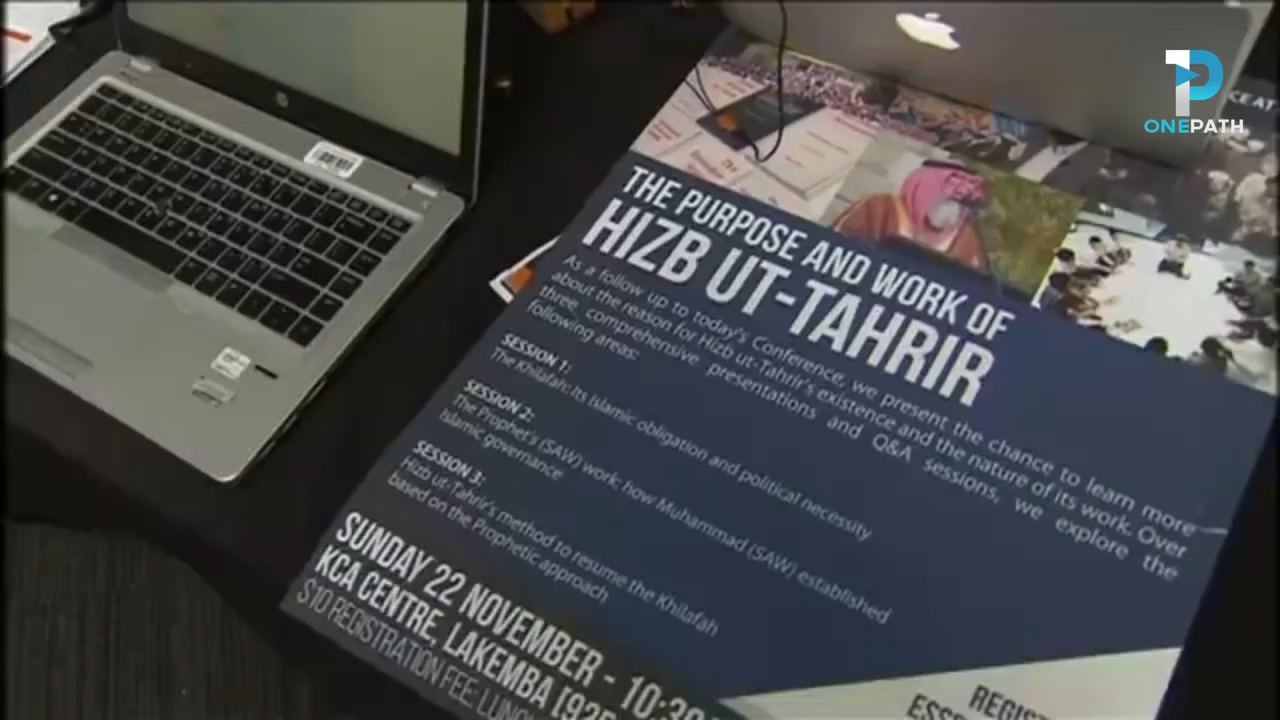 ONEPATH
CE AT
THE PURPOSE AND WORK OF
HIZB UT-TAHRIR
As a follow up to today's Conference, we present the chance to learn more
about the reason for Hizb ut-Tahrir's existence and the nature of its work. Over
three comprehensive presentations and Q&A sessions, we explore the
following areas:
SESSION 1:
The Khilafah: Its Islamic obligation and political necessity
SESSION 2:
The Prophet's (SAW) work: how Muhammad (SAW) established
Islamic governance
SESSION 3:
Hizb ut-Tahrir's method to resume the Khilafah
based on the Prophetic approach
SUNDAY 22 NOVEMBER - 10:30
KCA CENTRE, LAKEMBA [92
$10 REGISTRATION FEE:
REGIS
ESSE